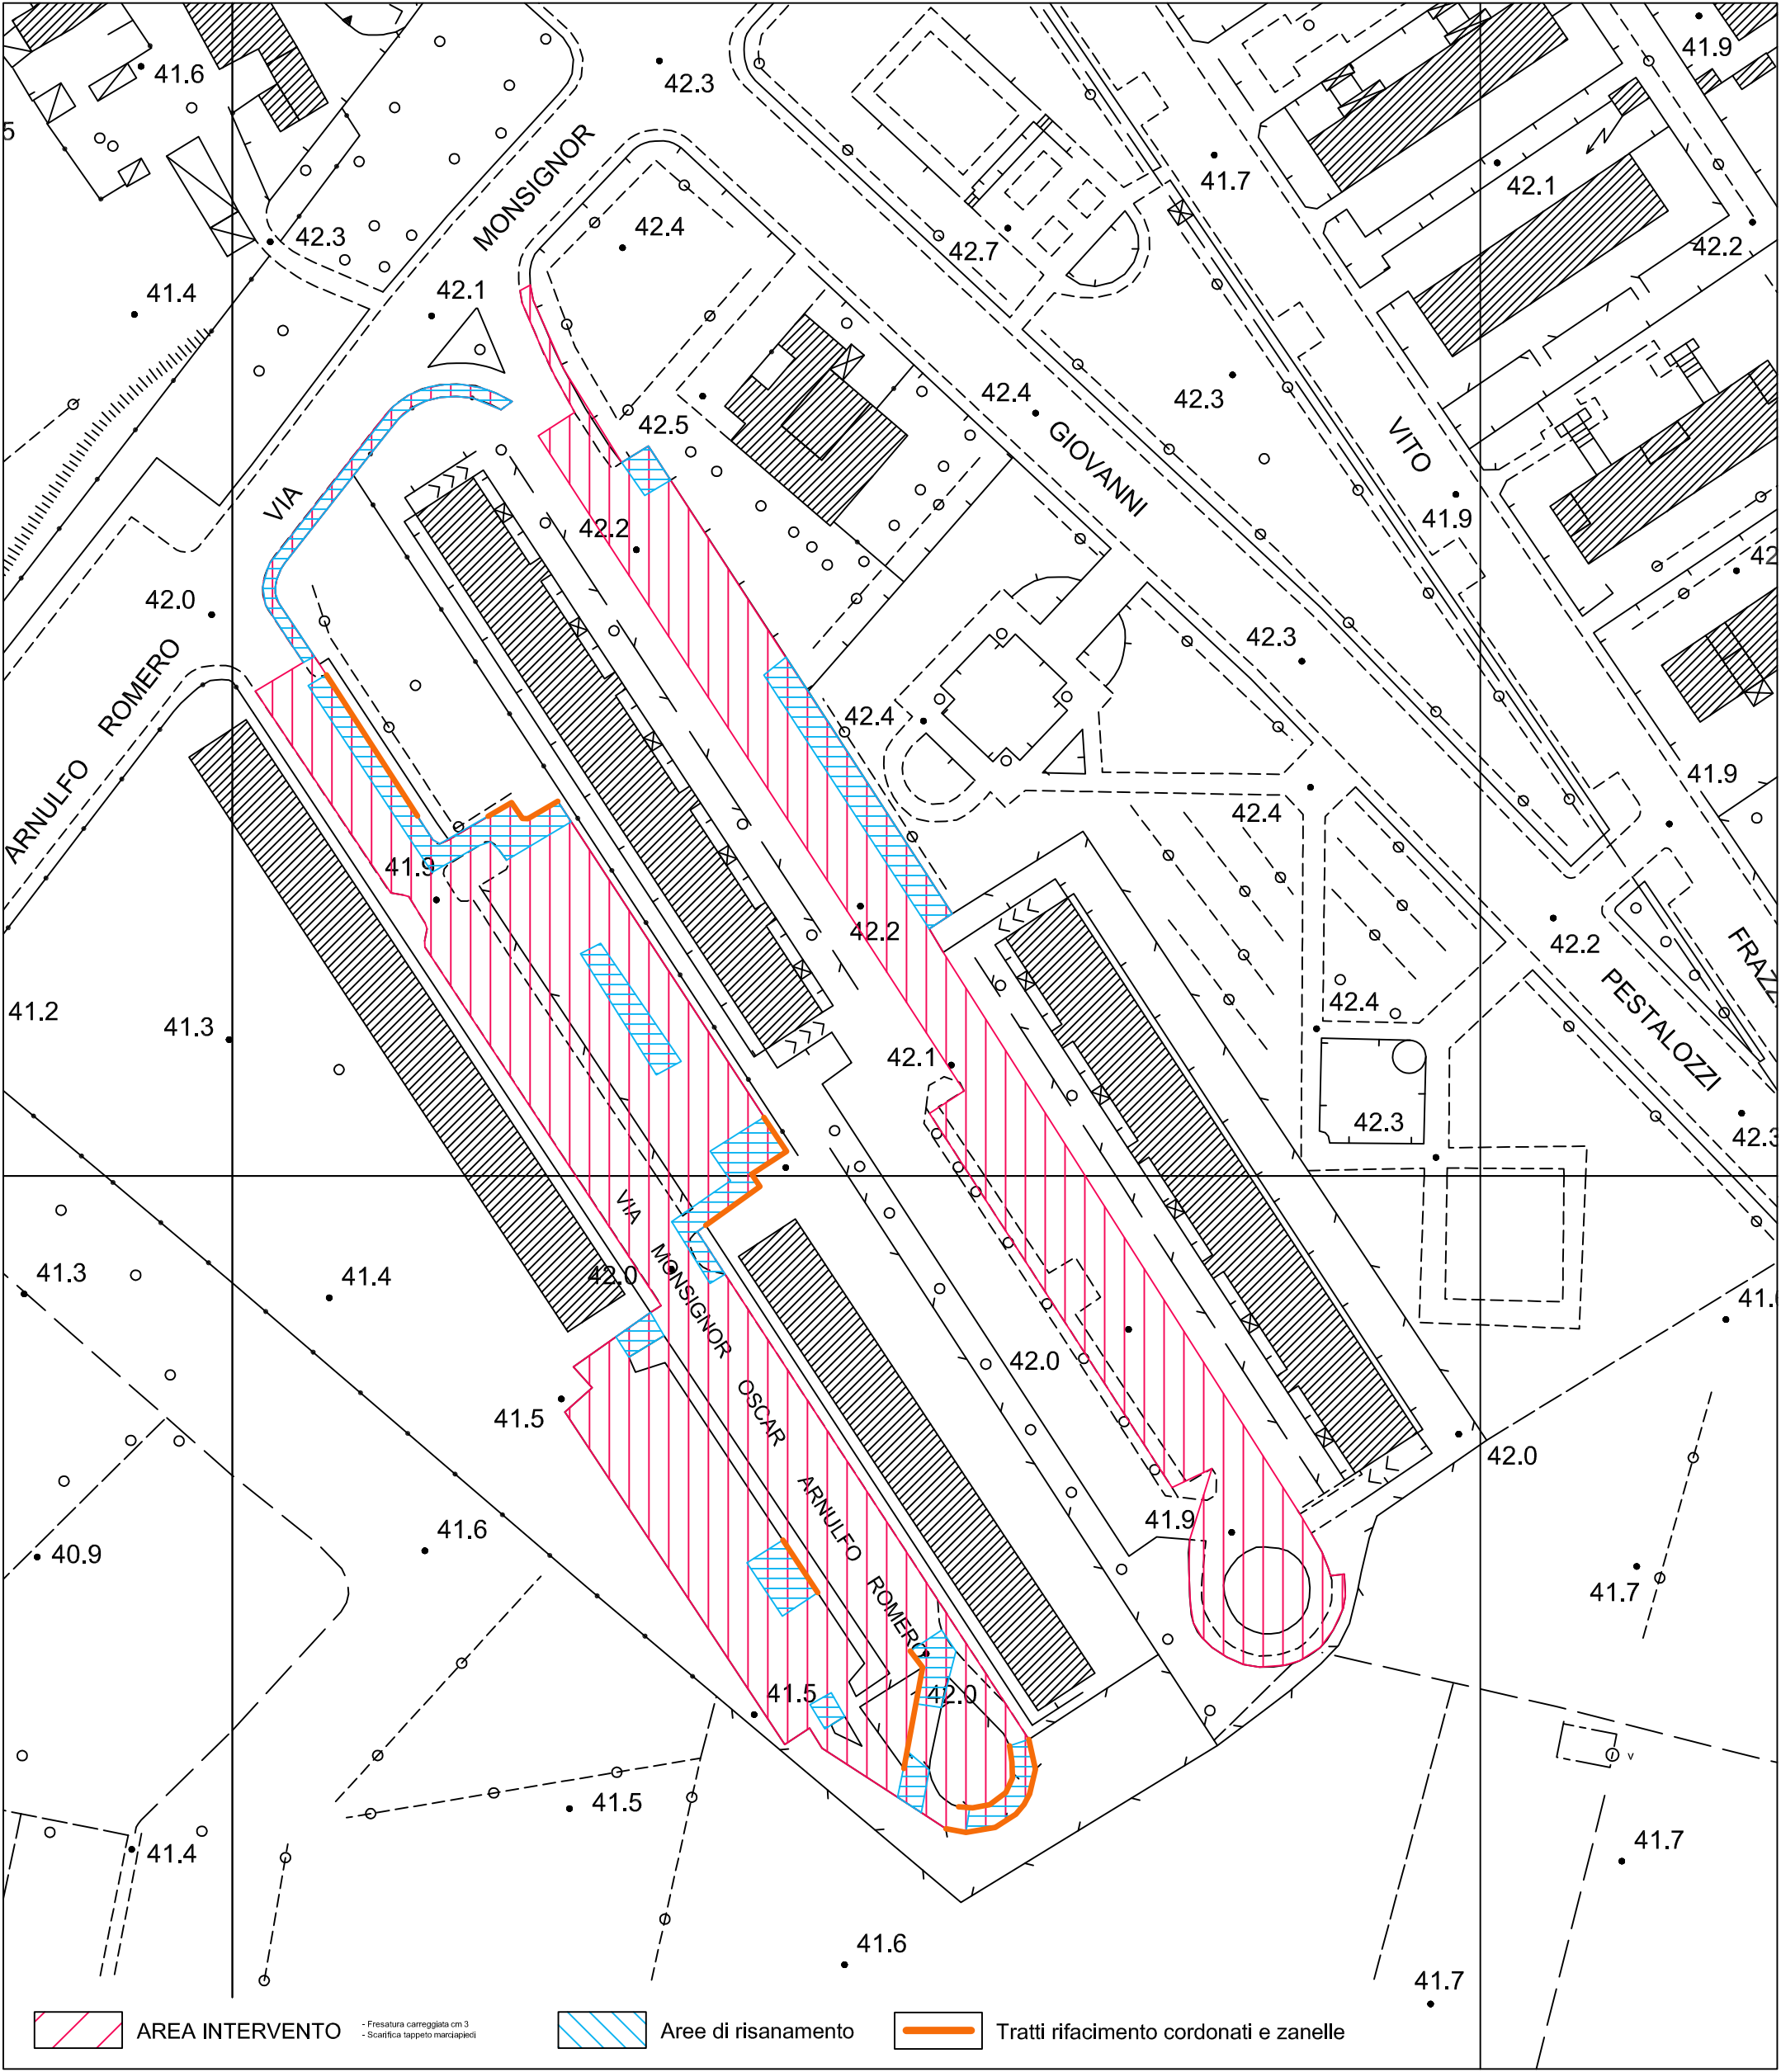 41.9
41.6
42.3
5
MONSIGNOR
41.7
42.1
42.3
42.4
42.7
42.2
41.4
42.1
42.4
42.3
42.5
GIOVANNI
VITO
VIA
42.2
41.9
42
42.0
42.3
ROMERO
42.4
41.9
ARNULFO
42.4
41.9
42.2
42.2
FRAZZ
41.2
41.3
42.4
PESTALOZZI
42.1
42.3
42.3
VIA
41.3
41.4
42.0
MONSIGNOR
41.
42.0
OSCAR
41.5
42.0
ARNULFO
41.9
41.6
40.9
ROMERO
41.7
41.5
42.0
41.5
41.4
41.7
41.6
41.7
AREA INTERVENTO
- Fresatura carreggiata cm 3
- Scarifica tappeto marciapiedi
Aree di risanamento
Tratti rifacimento cordonati e zanelle